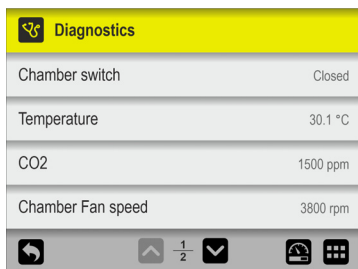 Diagnostics
Chamber switch Closed
Temperature 30.1 °C
CO2 1500 ppm
Chamber Fan speed 3800 rpm
1
2